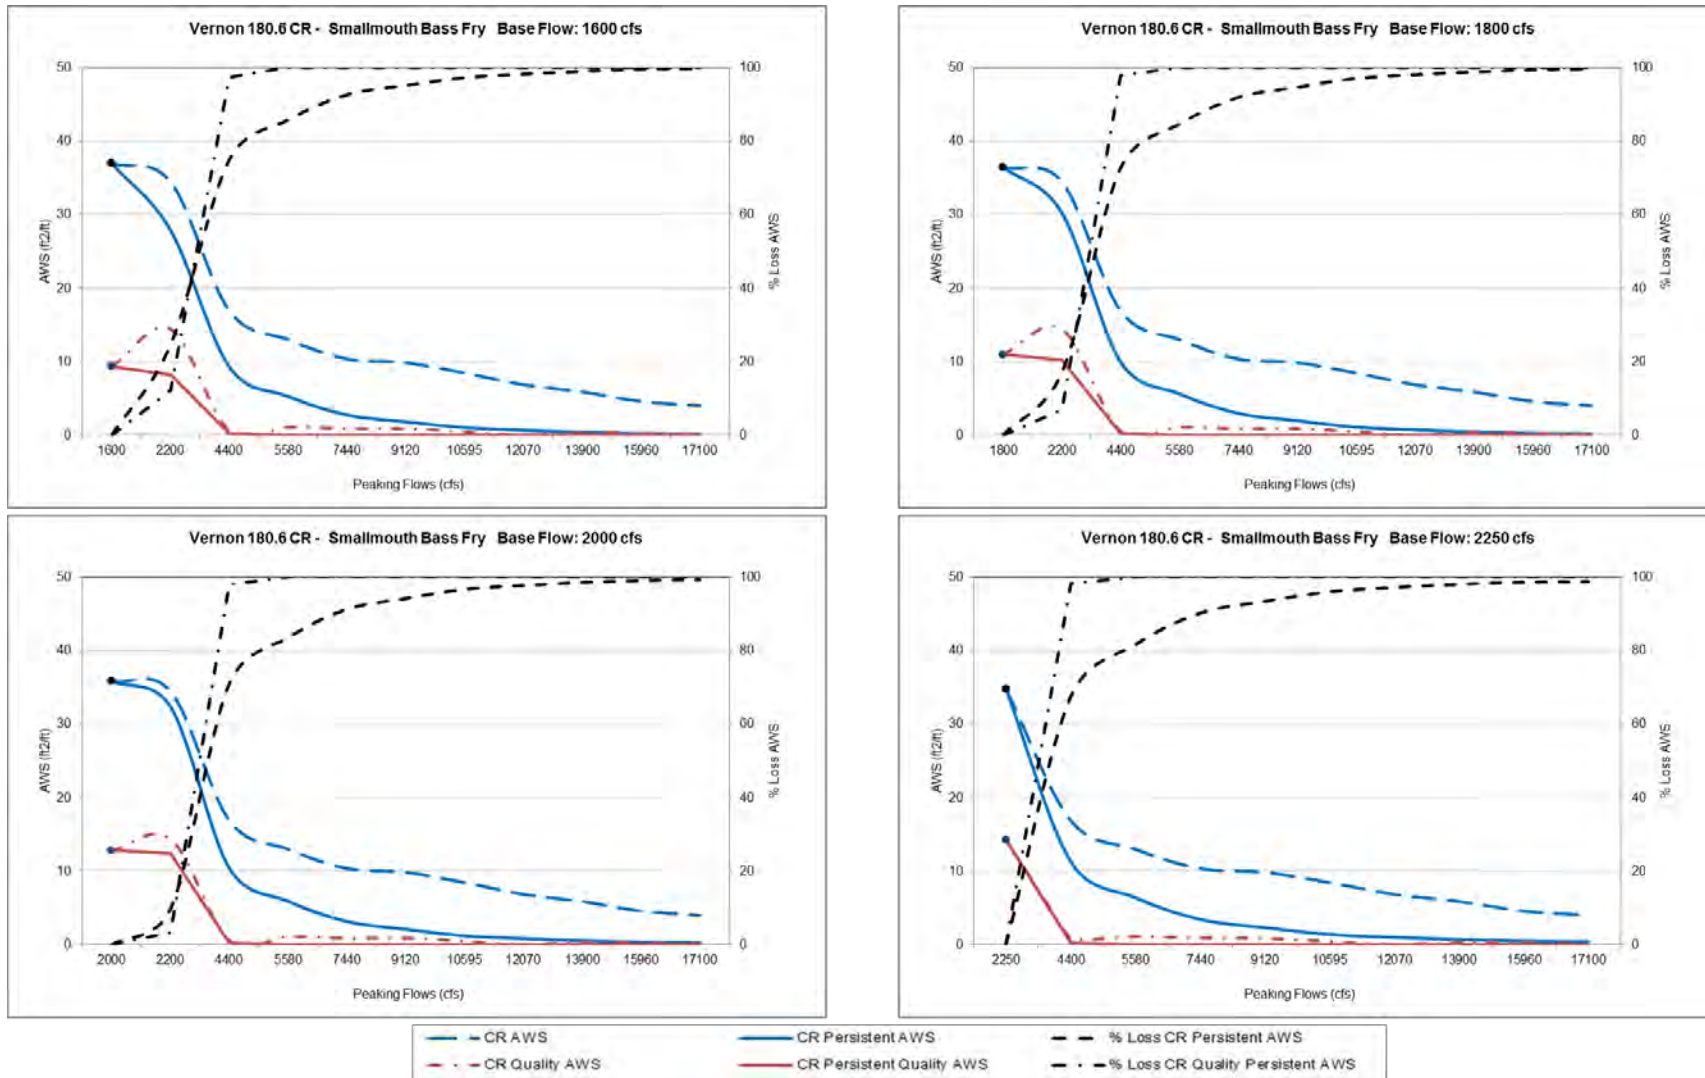 Vernon 180.6 CR - Smallmouth Bass Fry Base Flow: 1600 cfs
50
40
30
20
10
0
AWS (ft2/ft)
100
80
60
40
20
0
% Loss AWS
1600 2200 4400 5580 7440 9120 10595 12070 13900 15960 17100
Peaking Flows (cfs)
Vernon 180.6 CR - Smallmouth Bass Fry Base Flow: 1800 cfs
50
40
30
20
10
0
AWS (ft2/ft)
100
80
60
40
20
0
% Loss AWS
1800 2200 4400 5580 7440 9120 10595 12070 13900 15960 17100
Peaking Flows (cfs)
Vernon 180.6 CR - Smallmouth Bass Fry Base Flow: 2000 cfs
50
40
30
20
10
0
AWS (ft2/ft)
100
80
60
40
20
0
% Loss AWS
2000 2200 4400 5580 7440 9120 10595 12070 13900 15960 17100
Peaking Flows (cfs)
Vernon 180.6 CR - Smallmouth Bass Fry Base Flow: 2250 cfs
50
40
30
20
10
0
AWS (ft2/ft)
100
80
60
40
20
0
% Loss AWS
2250 4400 5580 7440 9120 10595 12070 13900 15960 17100
Peaking Flows (cfs)
CR AWS CR Persistent AWS % Loss CR Persistent AWS
CR Quality AWS CR Persistent Quality AWS % Loss CR Quality Persistent AWS